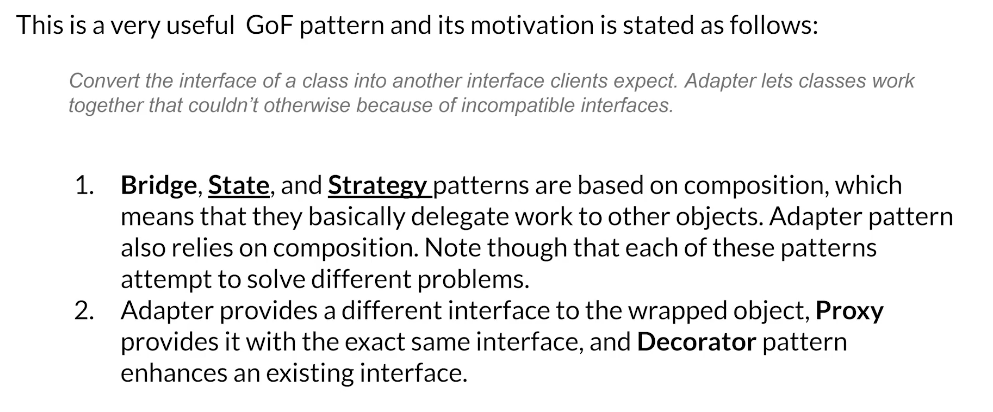 This is a very useful GoF pattern and its motivation is stated as follows:
Convert the interface of a class into another interface clients expect. Adapter lets classes work
together that couldn't otherwise because of incompatible interfaces.
1. Bridge, State, and Strategy patterns are based on composition, which
means that they basically delegate work to other objects. Adapter pattern
also relies on composition. Note though that each of these patterns
attempt to solve different problems.
2. Adapter provides a different interface to the wrapped object, Proxy
provides it with the exact same interface, and Decorator pattern
enhances an existing interface.